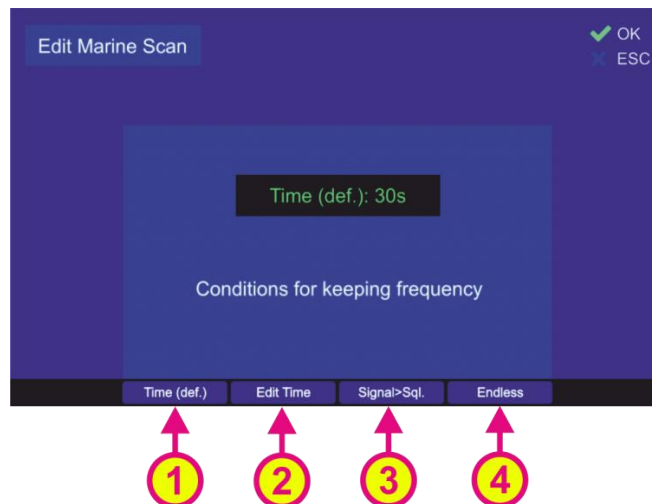 Edit Marine Scan
OK
ESC
Time (def.): 30s
Conditions for keeping frequency
Time (def.) Edit Time Signal>Sql. Endless
1 2 3 4